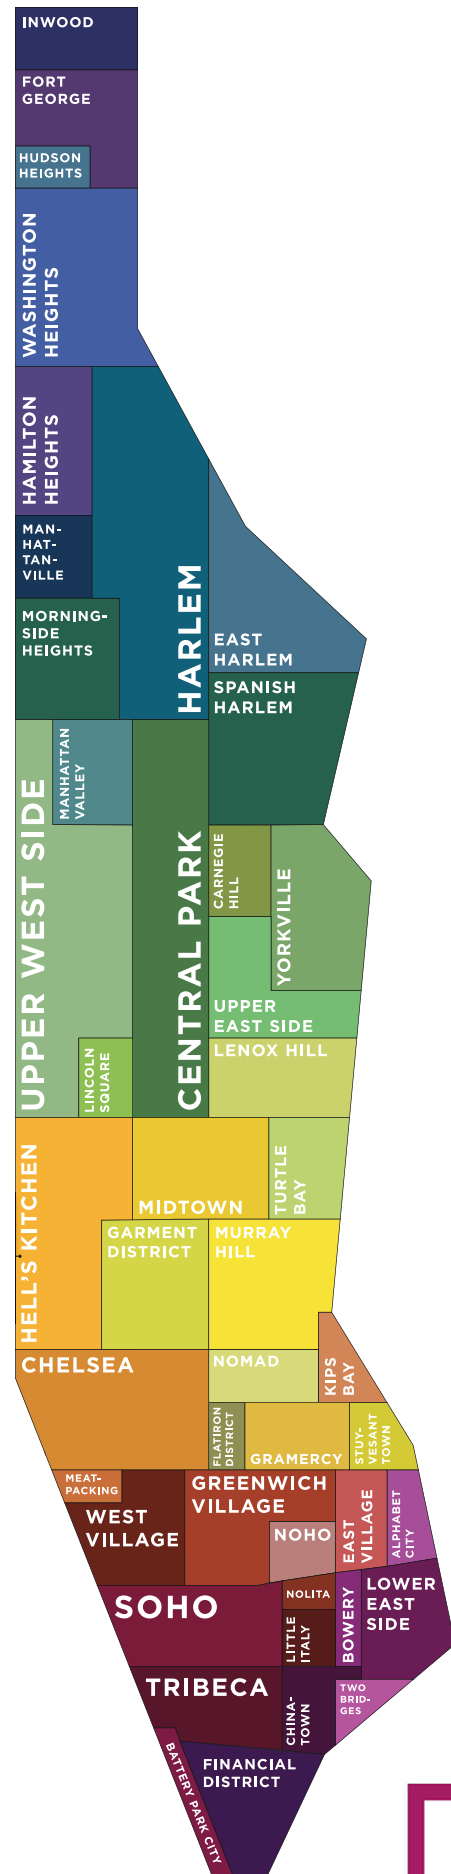 INWOOD
FORT
GEORGE
HUDSON
HEIGHTS
WASHINGTON
HEIGHTS
HAMILTON
HEIGHTS
MAN-
HAT-
TAN-
VILLE
MORNING-
SIDE
HEIGHTS
HARLEM
EAST
HARLEM
SPANISH
HARLEM
UPPER WEST SIDE
MANHATTAN
VALLEY
CENTRAL PARK
CARNEGIE
HILL
YORKVILLE
UPPER
EAST SIDE
LINCOLN
SQUARE
LENOX HILL
HELL'S KITCHEN
MIDTOWN
TURTLE
BAY
GARMENT
DISTRICT
MURRAY
HILL
CHELSEA
NOMAD
KIPS
BAY
FLATIRON
DISTRICT
GRAMERCY
STUY-
VESANT
TOWN
MEAT-
PACKING
WEST
VILLAGE
GREENWICH
VILLAGE
NOHO
EAST
VILLAGE
ALPHABET
CITY
SOHO
NOLITA
LITTLE
ITALY
BOWERY
LOWER
EAST
SIDE
TRIBECA
CHINA-
TOWN
TWO
BRID-
GES
BATTERY PARK CITY
FINANCIAL
DISTRICT